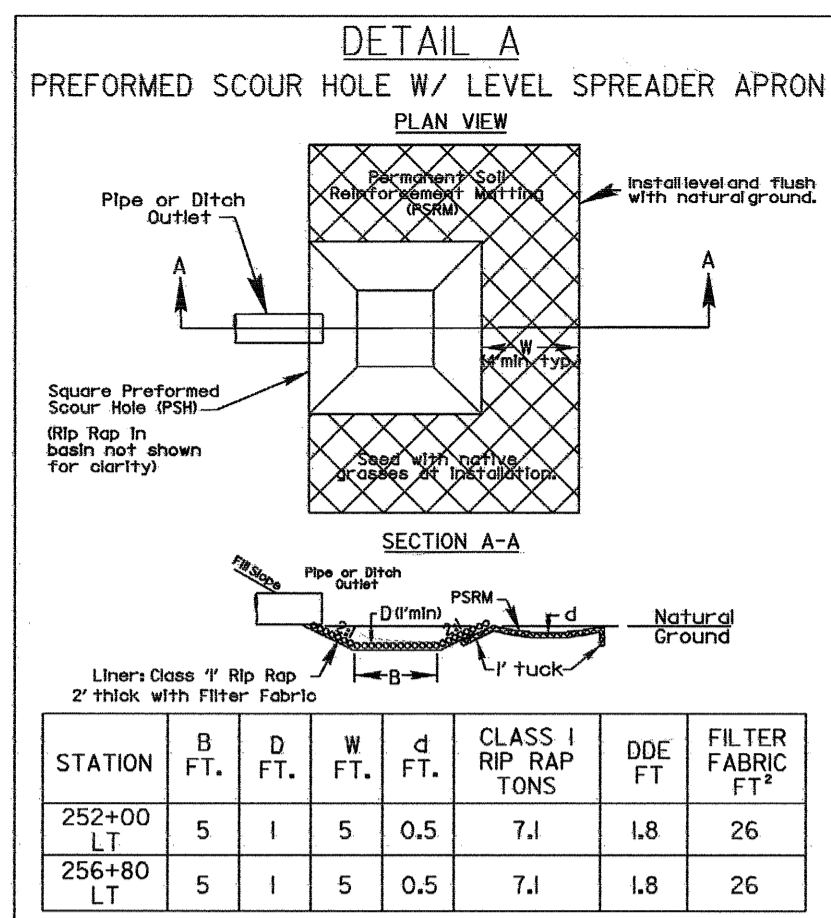 DETAIL A
PREFORMED SCOUR HOLE W/ LEVEL SPREADER APRON
PLAN VIEW
Permanent Soil
Reinforcement Matting
(PSRM)
Install level and flush
with natural ground.
Pipe or Ditch
Outlet
A
A
W
(4'min typ.)
Square Preformed
Scour Hole (PSH)
(Rip Rap in
basin not shown
for clarity)
Seed with native
grasses at installation.
SECTION A-A
Fill Slope
Pipe or Ditch
Outlet
PSRM
D (1'min)
d
2:1
2:1
Natural
Ground
Liner: Class 'I' Rip Rap
2' thick with Filter Fabric
B
1' tuck
STATION B FT. D FT. W FT. d FT. CLASS I RIP RAP TONS DDE FT FILTER FABRIC FT²
252+00 LT 5 1 5 0.5 7.1 1.8 26
256+80 LT 5 1 5 0.5 7.1 1.8 26